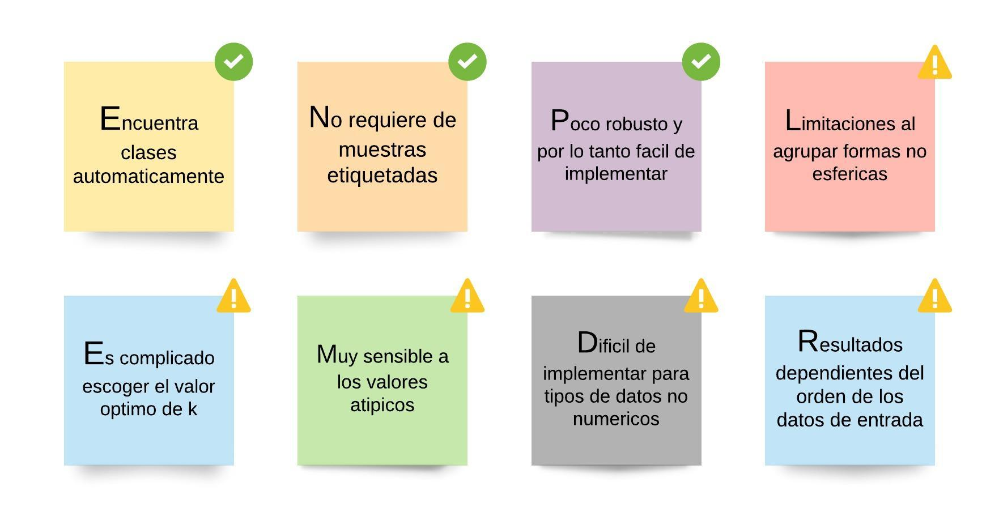 Encuentra
clases
automaticamente
No requiere de
muestras
etiquetadas
Poco robusto y
por lo tanto facil de
implementar
Limitaciones al
agrupar formas no
esfericas
Es complicado
escoger el valor
optimo de k
Muy sensible a
los valores
atipicos
Dificil de
implementar para
tipos de datos no
numericos
Resultados
dependientes del
orden de los
datos de entrada